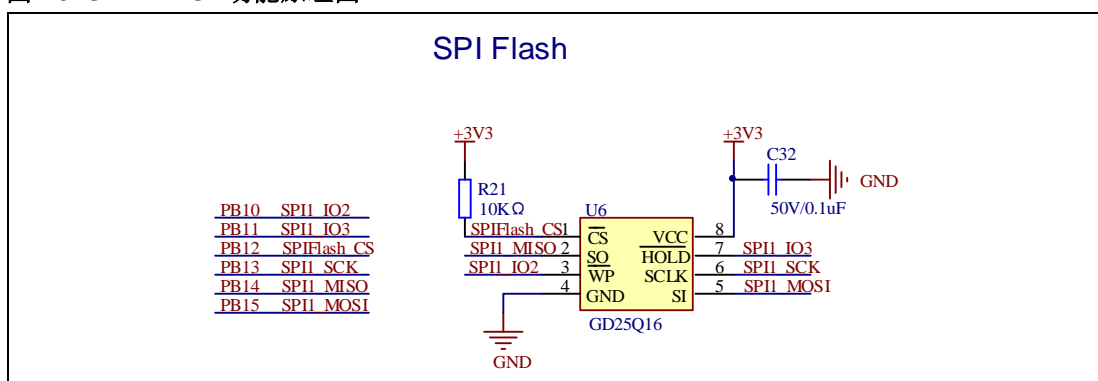 SPI Flash
+3V3
+3V3
C32
GND
50V/0.1uF
R21
10KΩ
U6
PB10 SPI1_IO2
PB11 SPI1_IO3
PB12 SPIFlash_CS
PB13 SPI1_SCK
PB14 SPI1_MISO
PB15 SPI1_MOSI
SPIFlash_CS 1 CS VCC 8
SPI1_MISO 2 SO HOLD 7 SPI1_IO3
SPI1_IO2 3 WP SCLK 6 SPI1_SCK
4 GND SI 5 SPI1_MOSI
GD25Q16
GND